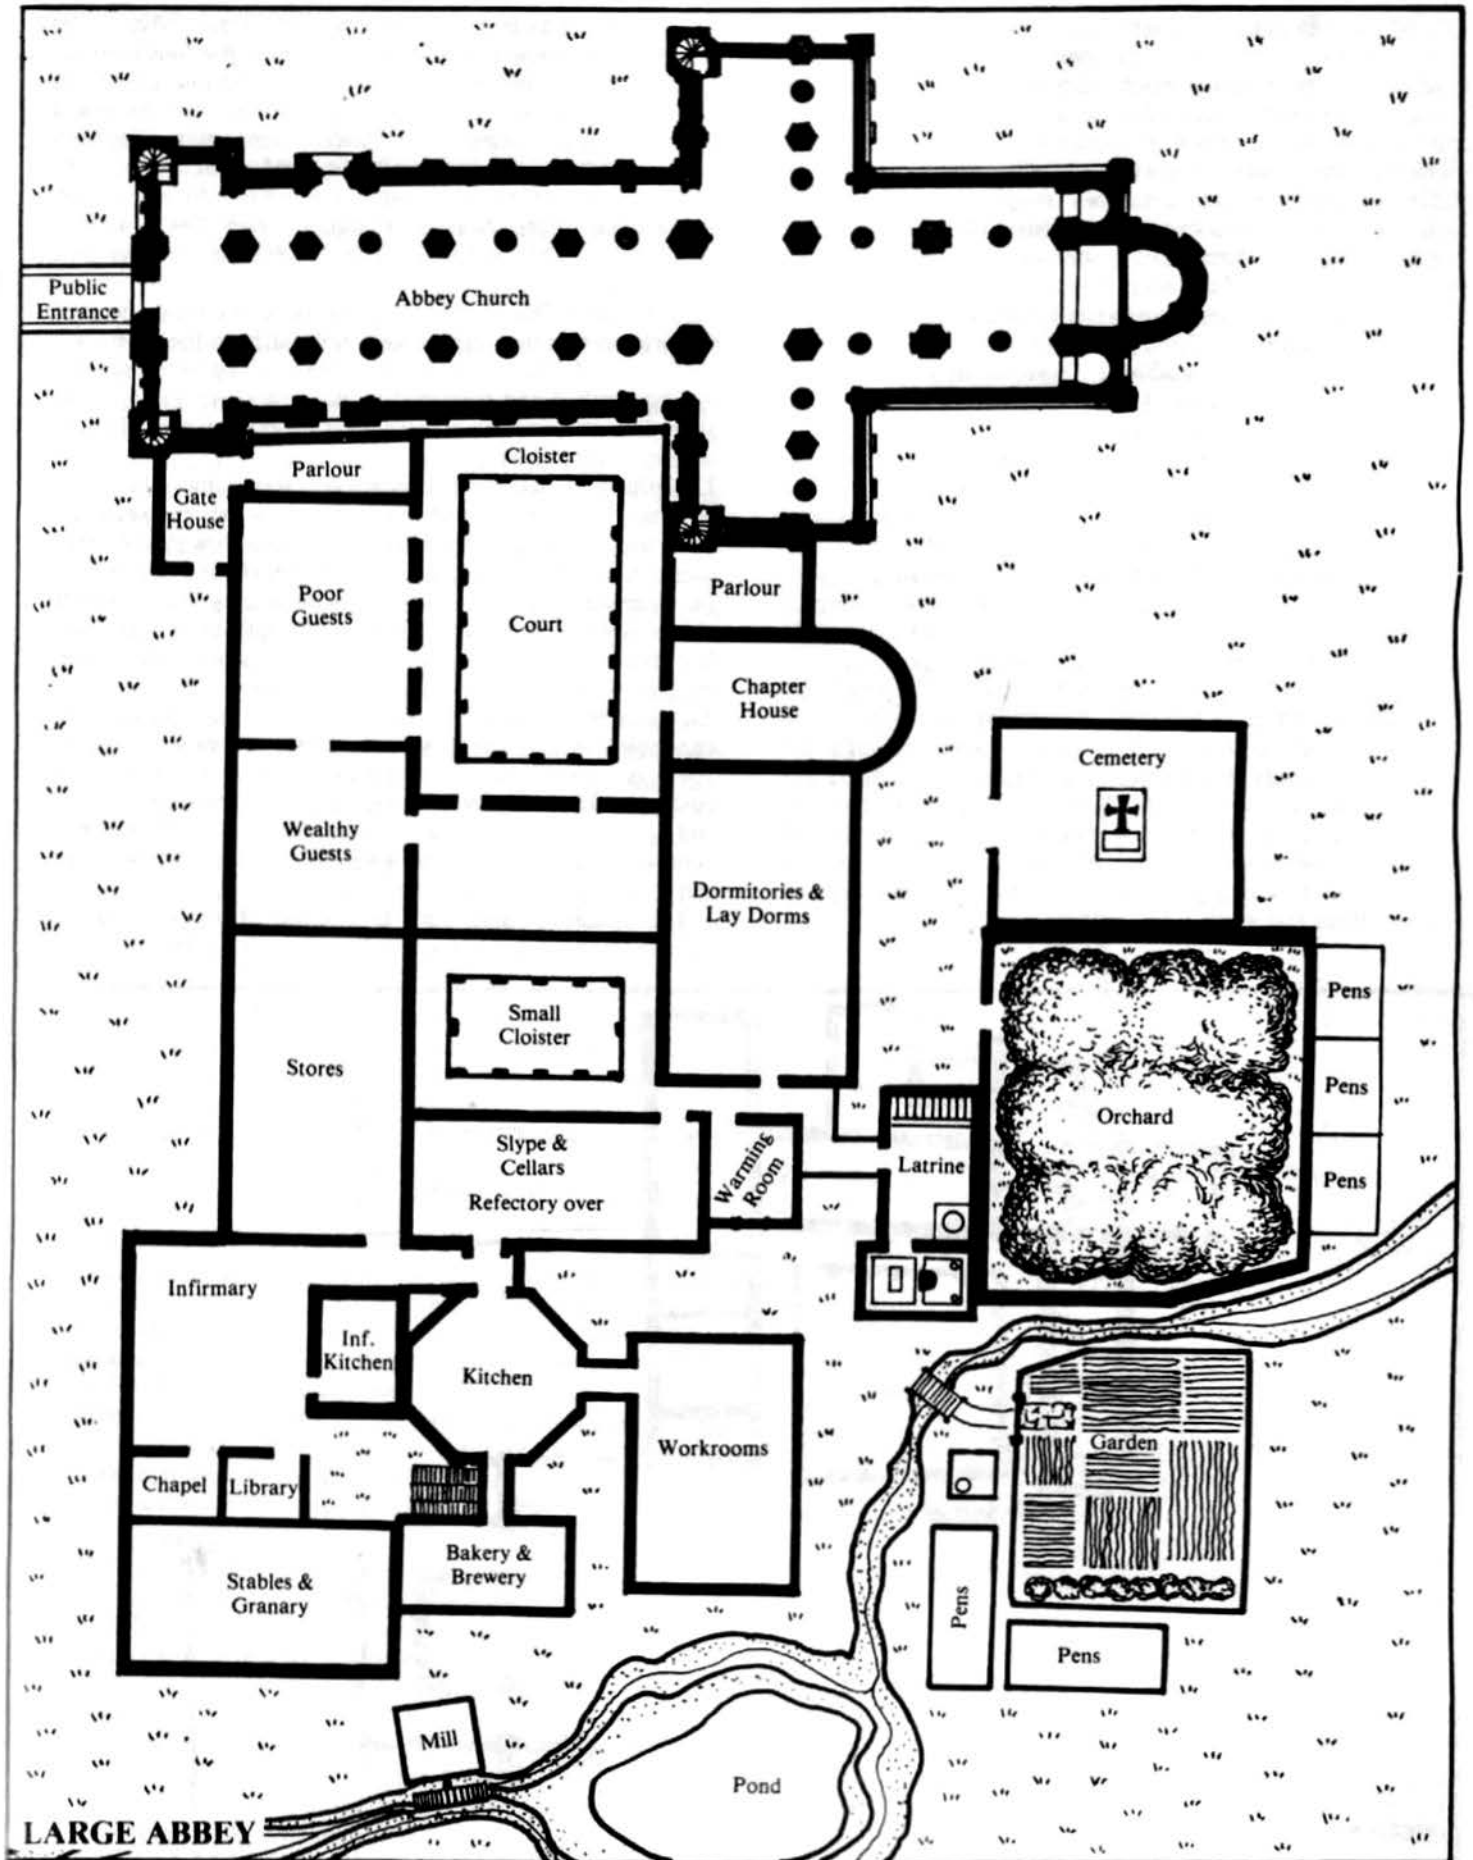 Public
Entrance
Abbey Church
Parlour
Cloister
Gate
House
Poor
Guests
Court
Parlour
Chapter
House
Cemetery
Wealthy
Guests
Dormitories &
Lay Dorms
Small
Cloister
Stores
Orchard
Pens
Pens
Pens
Slype &
Cellars
Refectory over
Warming
Room
Latrine
Infirmary
Inf.
Kitchen
Kitchen
Workrooms
Garden
Chapel
Library
Bakery &
Brewery
Stables &
Granary
Pens
Pens
Mill
Pond
LARGE ABBEY